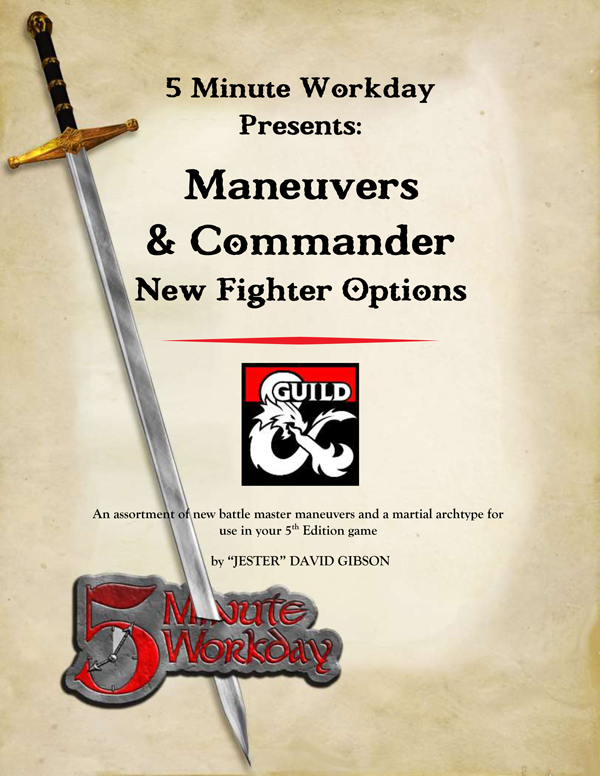 5 Minute Workday
Presents:
Maneuvers
& Commander
New Fighter Options
GUILD
An assortment of new battle master maneuvers and a martial archtype for
use in your 5th Edition game
by “JESTER” DAVID GIBSON
5 Minute
Workday